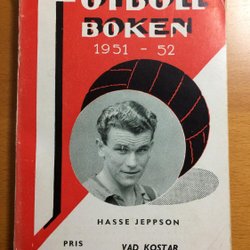 FOTBOLL
BOKEN
1951 - 52
HASSE JEPPSON
PRIS
VAD KOSTAR